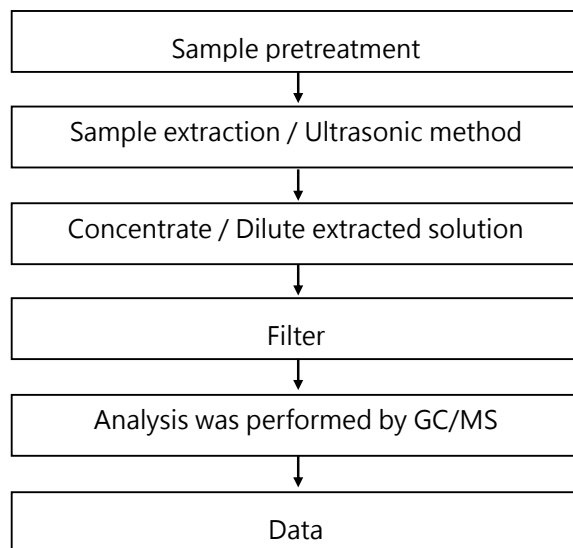 Sample pretreatment
Sample extraction / Ultrasonic method
Concentrate / Dilute extracted solution
Filter
Analysis was performed by GC/MS
Data